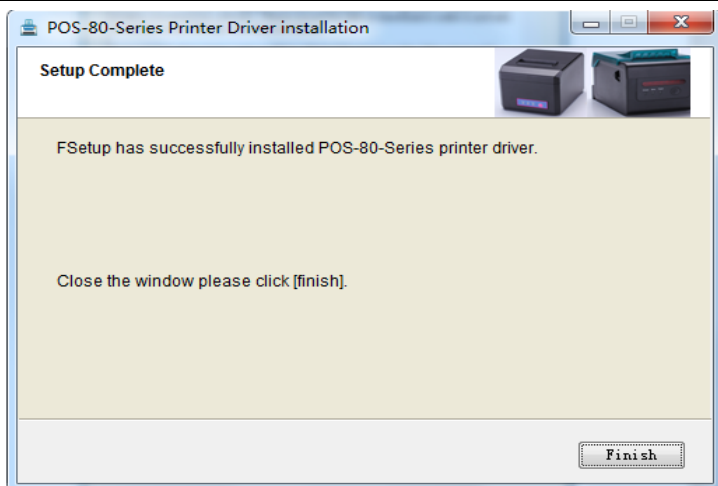 POS-80-Series Printer Driver installation
Setup Complete
FSetup has successfully installed POS-80-Series printer driver.
Close the window please click [finish].
Finish